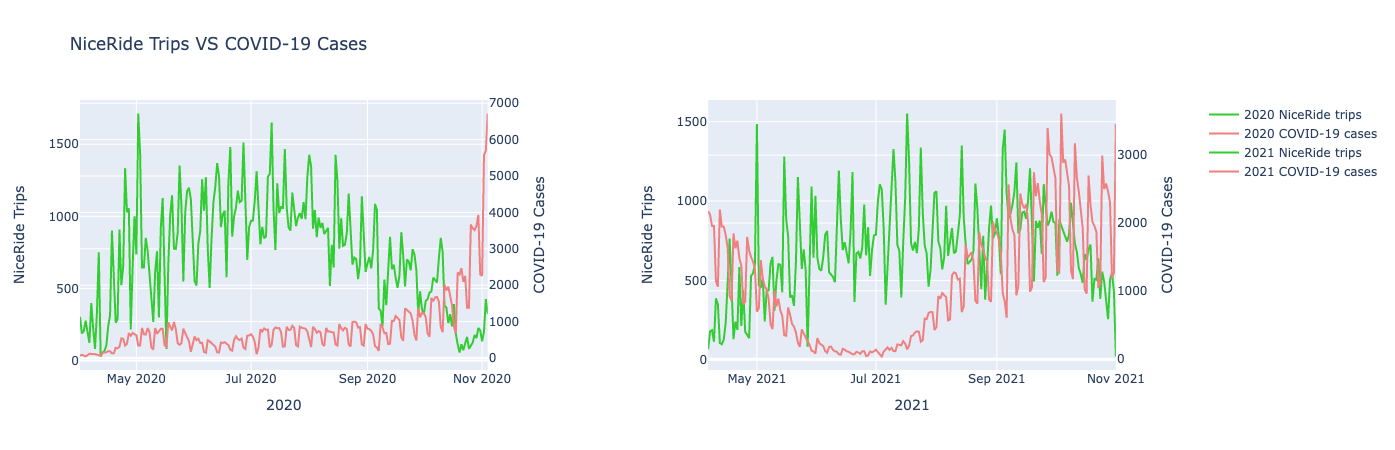 NiceRide Trips VS COVID-19 Cases
NiceRide Trips
1500
1000
500
0
7000
6000
5000
4000
3000
2000
1000
0
COVID-19 Cases
May 2020
Jul 2020
Sep 2020
Nov 2020
2020
NiceRide Trips
1500
1000
500
0
3000
2000
1000
0
COVID-19 Cases
May 2021
Jul 2021
Sep 2021
Nov 2021
2021
2020 NiceRide trips
2020 COVID-19 cases
2021 NiceRide trips
2021 COVID-19 cases